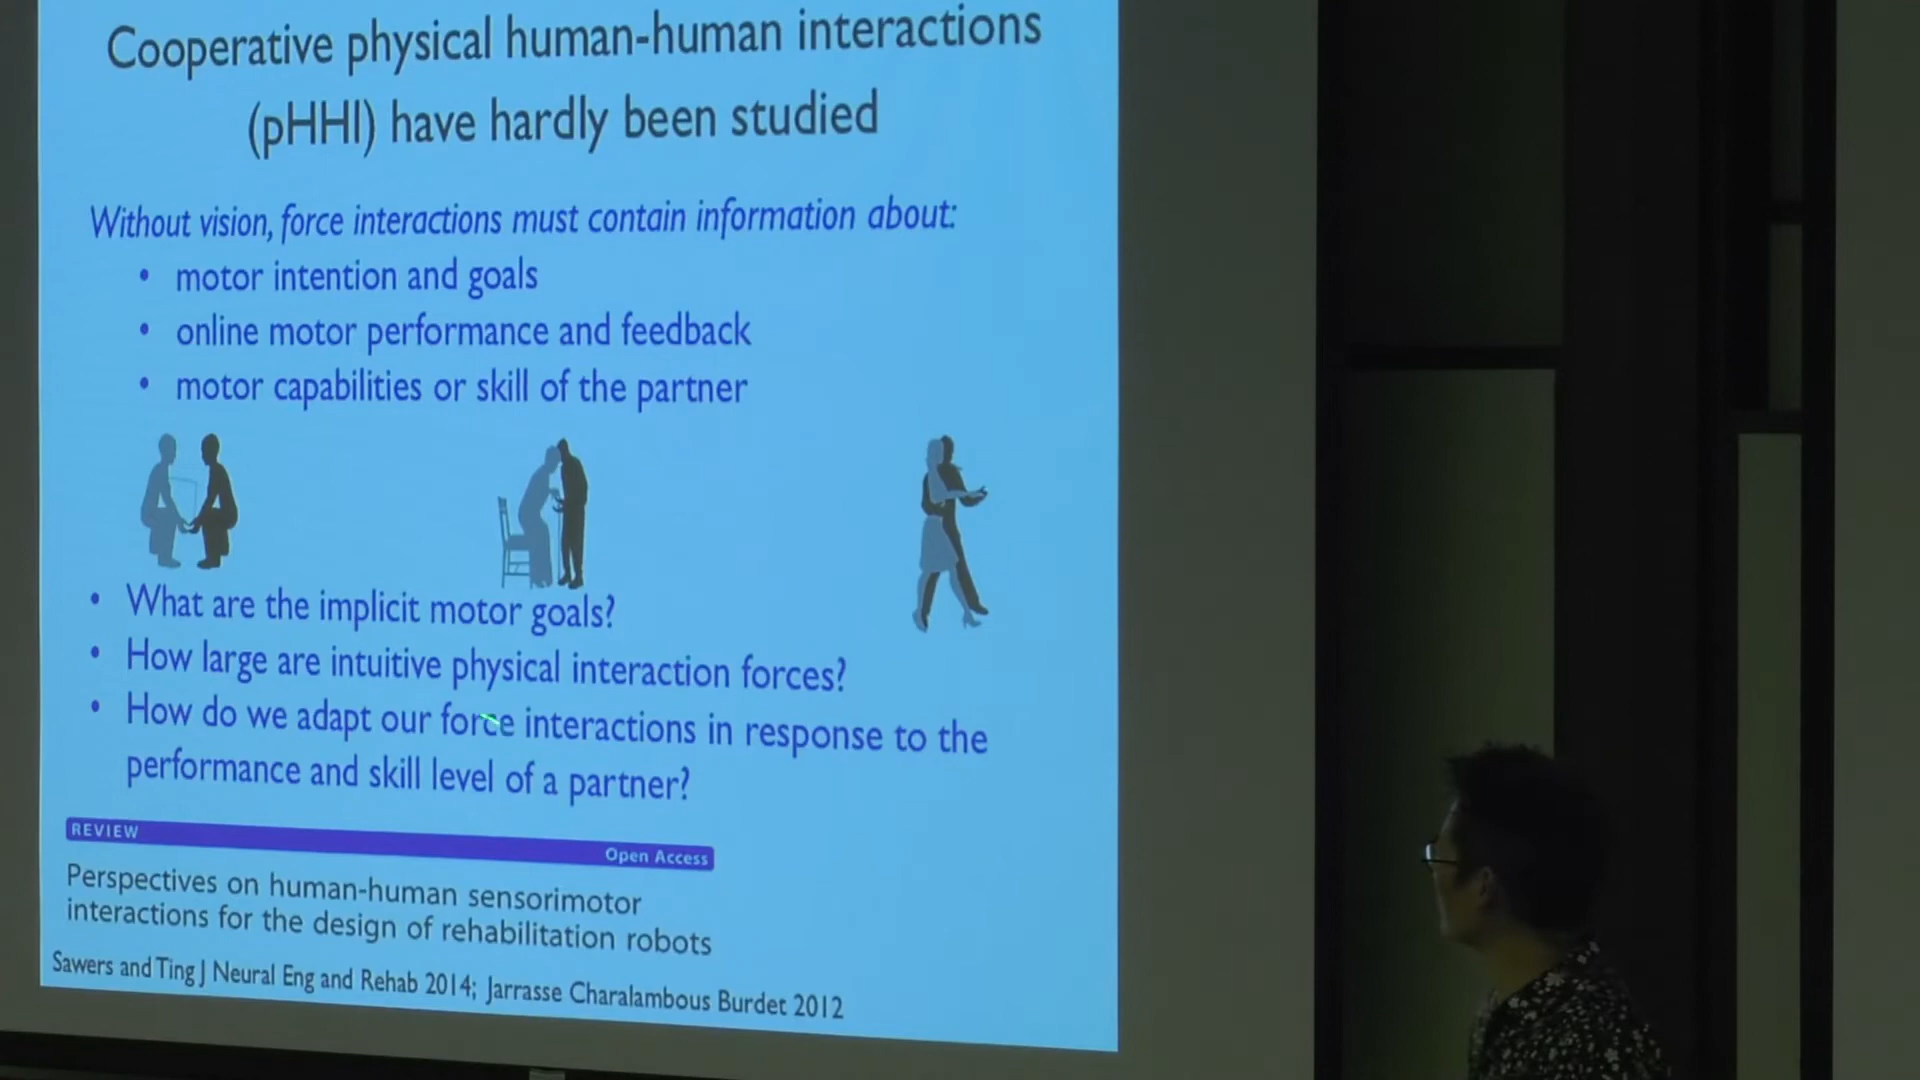 Cooperative physical human-human interactions
(pHHI) have hardly been studied
Without vision, force interactions must contain information about:
• motor intention and goals
• online motor performance and feedback
• motor capabilities or skill of the partner
• What are the implicit motor goals?
• How large are intuitive physical interaction forces?
• How do we adapt our force interactions in response to the
performance and skill level of a partner?
REVIEW Open Access
Perspectives on human-human sensorimotor
interactions for the design of rehabilitation robots
Sawers and Ting J Neural Eng and Rehab 2014; Jarrasse Charalambous Burdet 2012